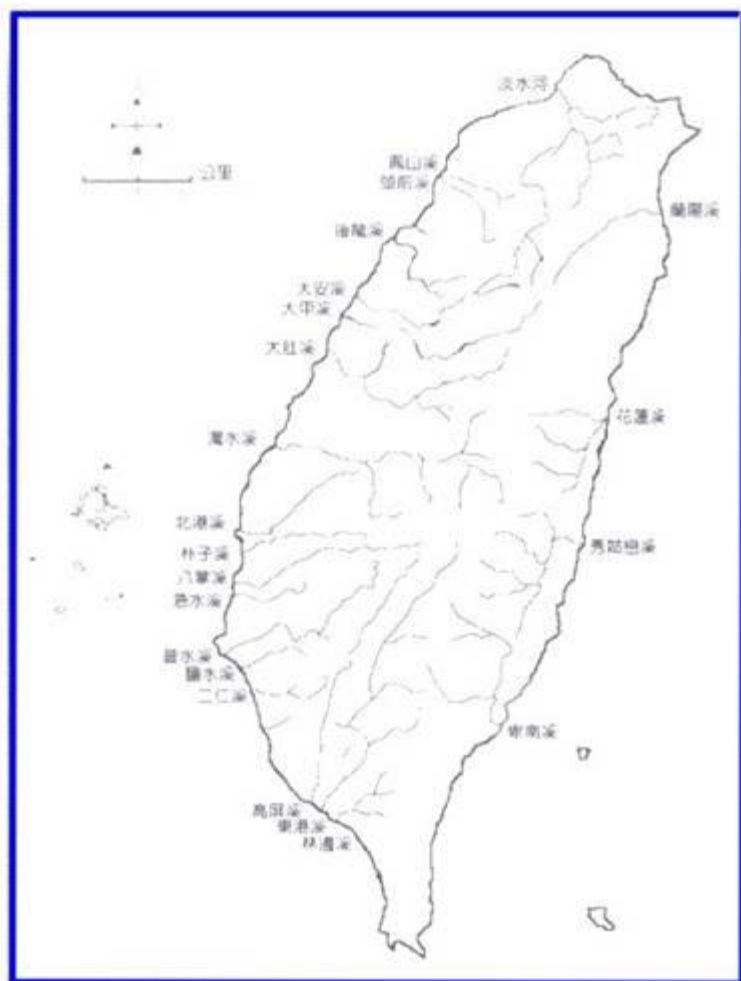 淡水河
公里
鳳山溪
頭前溪
蘭陽溪
後龍溪
大安溪
大甲溪
大肚溪
花蓮溪
濁水溪
北港溪
朴子溪
秀姑巒溪
八掌溪
急水溪
曾水溪
鹽水溪
二仁溪
卑南溪
高屏溪
東港溪
林邊溪